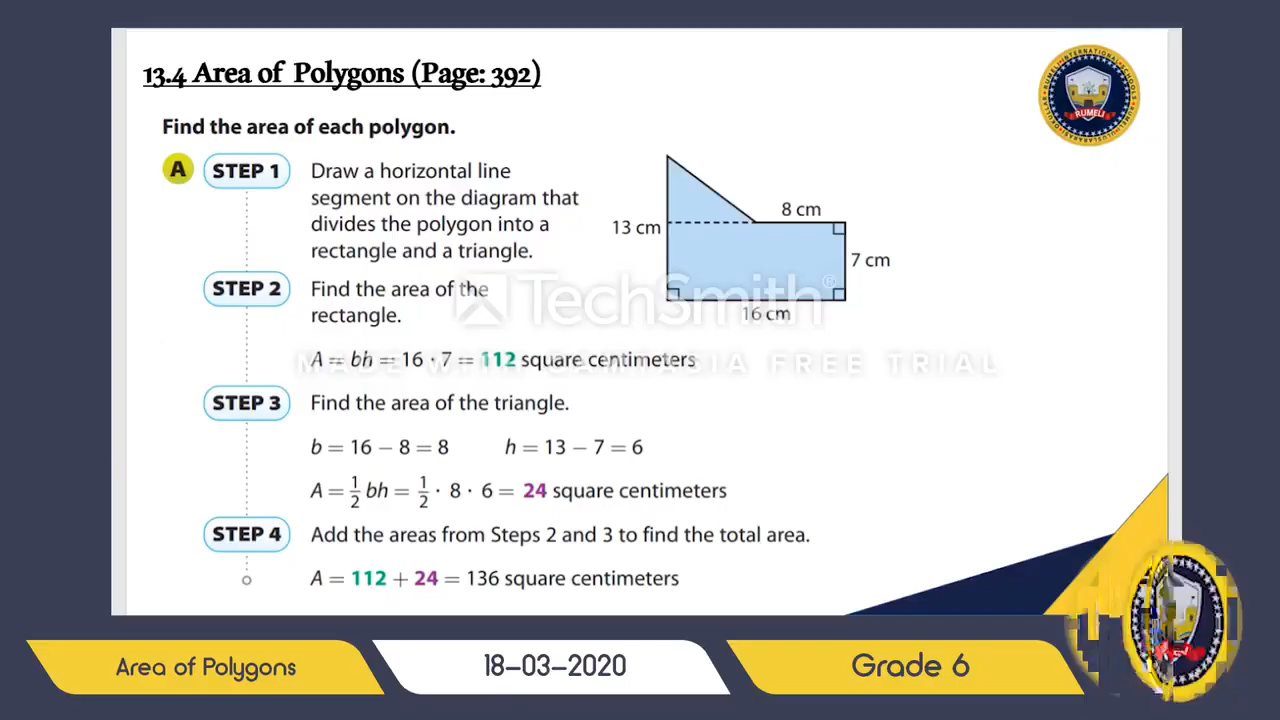 13.4 Area of Polygons (Page: 392)
RUMELI INTERNATIONAL SCHOOLS
RUMELI
Find the area of each polygon.
A STEP 1 Draw a horizontal line
segment on the diagram that
divides the polygon into a
rectangle and a triangle.
8 cm
13 cm
7 cm
16 cm
STEP 2 Find the area of the
rectangle.
TechSmith®
A = bh = 16 · 7 = 112 square centimeters
MADE WITH CAMTASIA FREE TRIAL
STEP 3 Find the area of the triangle.
b = 16 − 8 = 8 h = 13 − 7 = 6
A = 1/2 bh = 1/2 · 8 · 6 = 24 square centimeters
STEP 4 Add the areas from Steps 2 and 3 to find the total area.
A = 112 + 24 = 136 square centimeters
Area of Polygons
18-03-2020
Grade 6